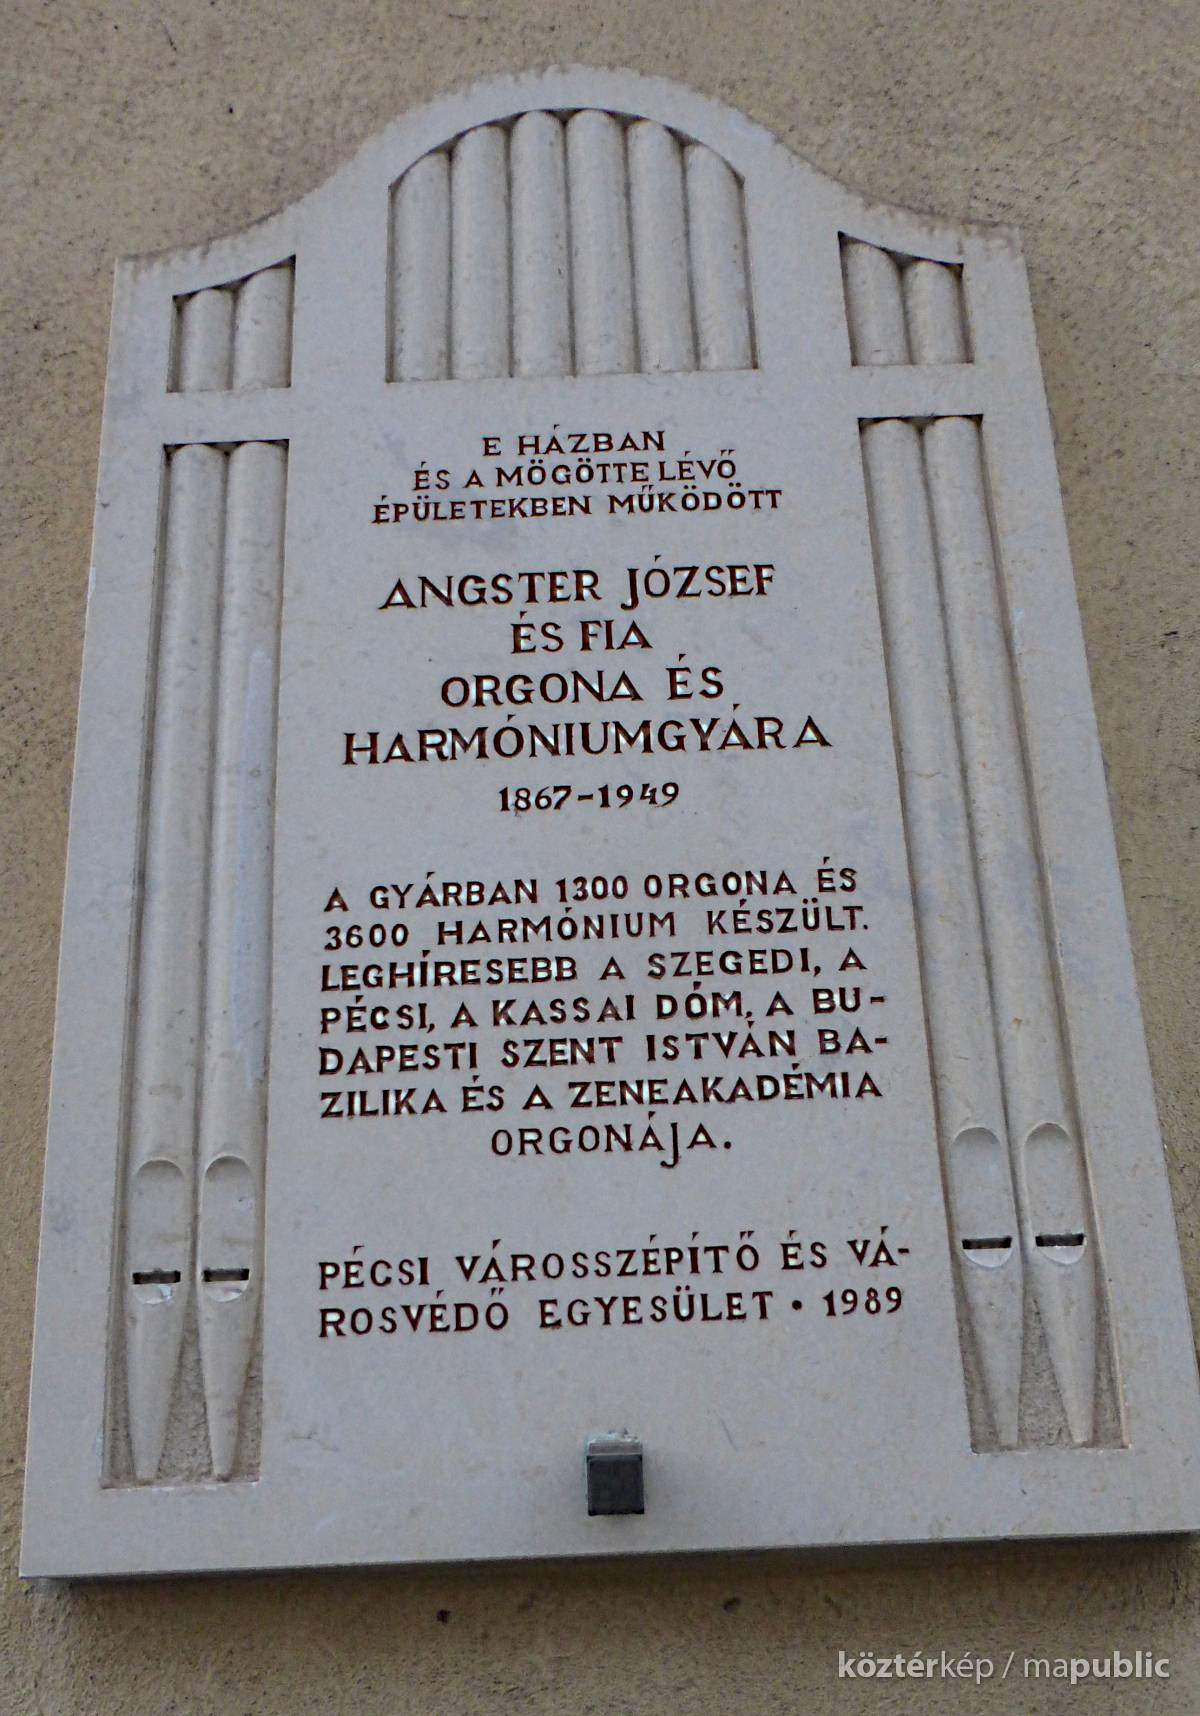 E HÁZBAN
ÉS A MÖGÖTTE LÉVŐ
ÉPÜLETEKBEN MŰKÖDÖTT
ANGSTER JÓZSEF
ÉS FIA
ORGONA ÉS
HARMÓNIUMGYÁRA
1867-1949
A GYÁRBAN 1300 ORGONA ÉS
3600 HARMÓNIUM KÉSZÜLT.
LEGHÍRESEBB A SZEGEDI, A
PÉCSI, A KASSAI DÓM, A BU-
DAPESTI SZENT ISTVÁN BA-
ZILIKA ÉS A ZENEAKADÉMIA
ORGONÁJA.
PÉCSI VÁROSSZÉPÍTŐ ÉS VÁ-
ROSVÉDŐ EGYESÜLET • 1989
köztérkép / mapublic